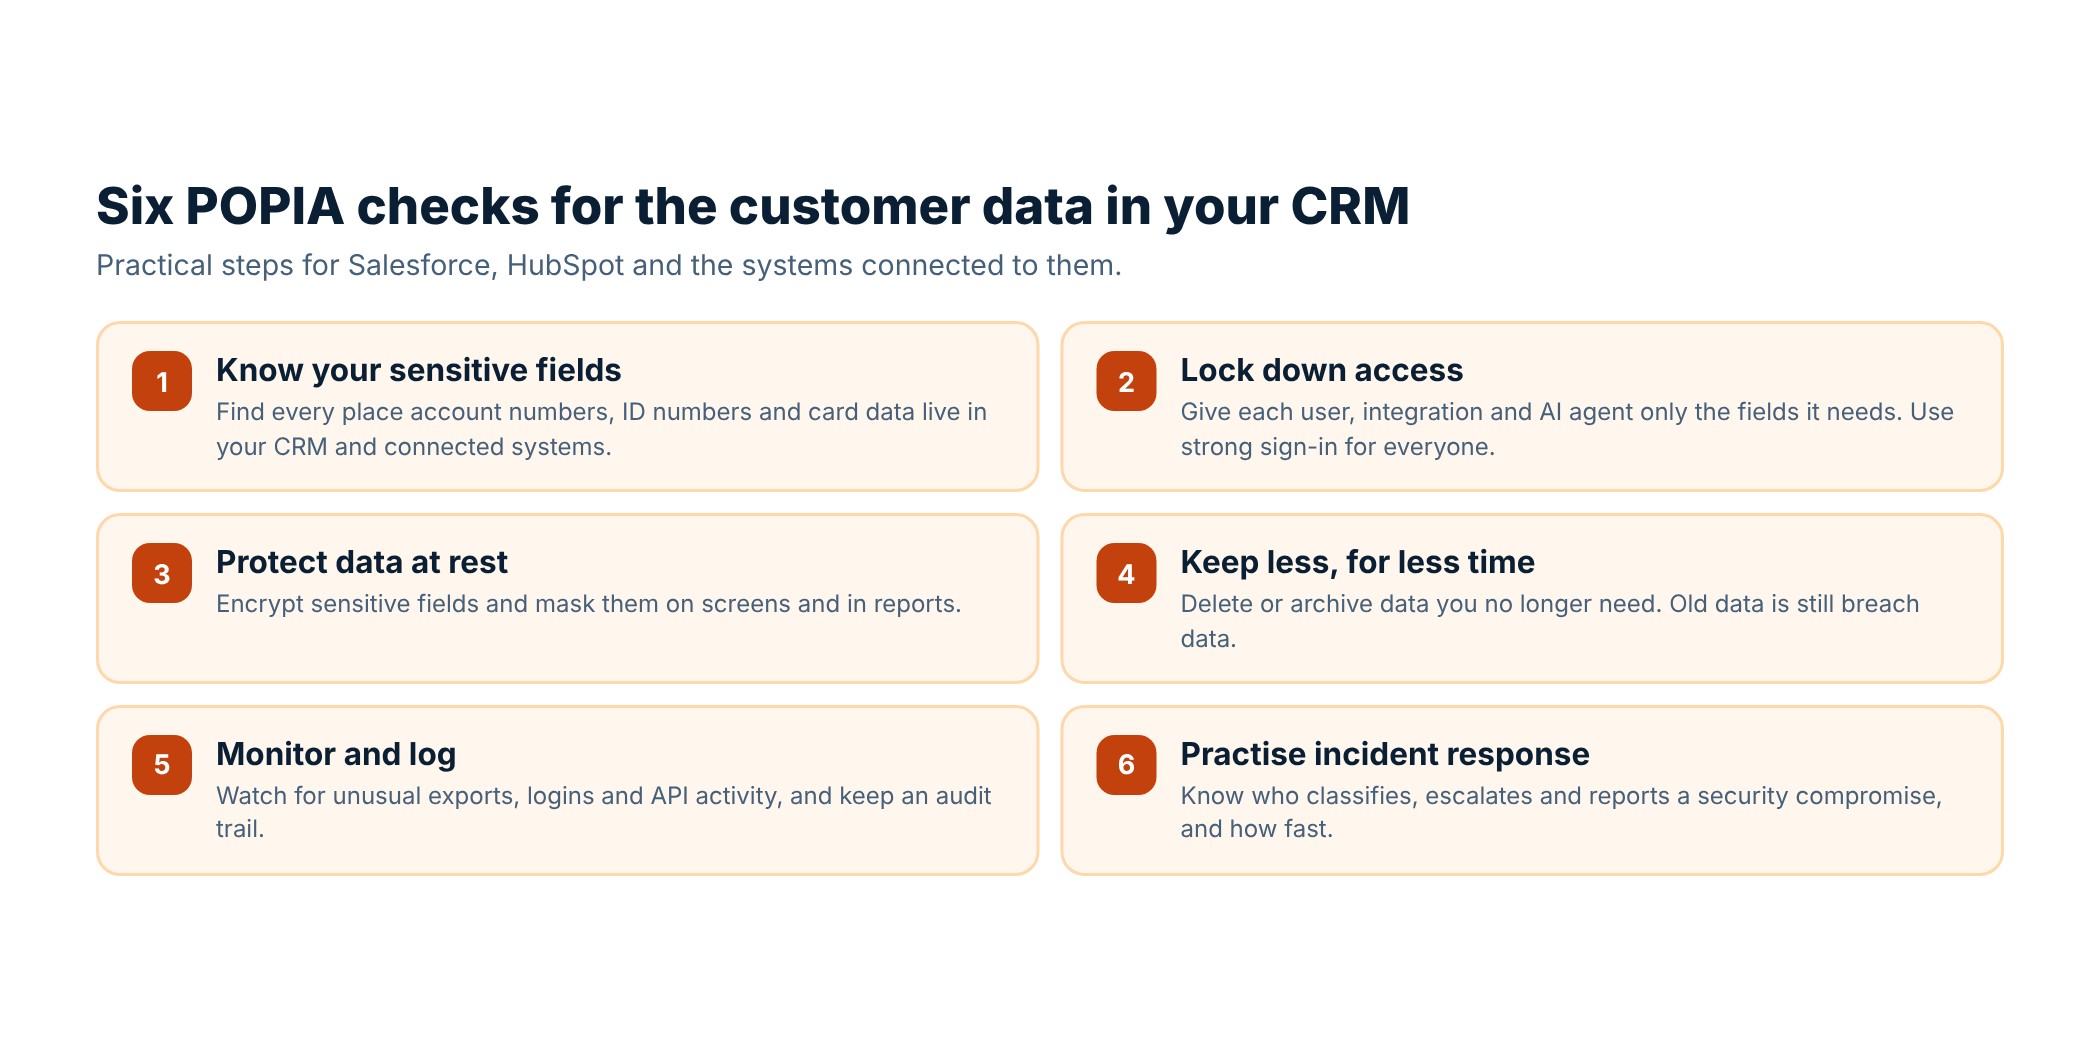 Six POPIA checks for the customer data in your CRM
Practical steps for Salesforce, HubSpot and the systems connected to them.
1
Know your sensitive fields
Find every place account numbers, ID numbers and card data live in
your CRM and connected systems.
2
Lock down access
Give each user, integration and AI agent only the fields it needs. Use
strong sign-in for everyone.
3
Protect data at rest
Encrypt sensitive fields and mask them on screens and in reports.
4
Keep less, for less time
Delete or archive data you no longer need. Old data is still breach
data.
5
Monitor and log
Watch for unusual exports, logins and API activity, and keep an audit
trail.
6
Practise incident response
Know who classifies, escalates and reports a security compromise,
and how fast.